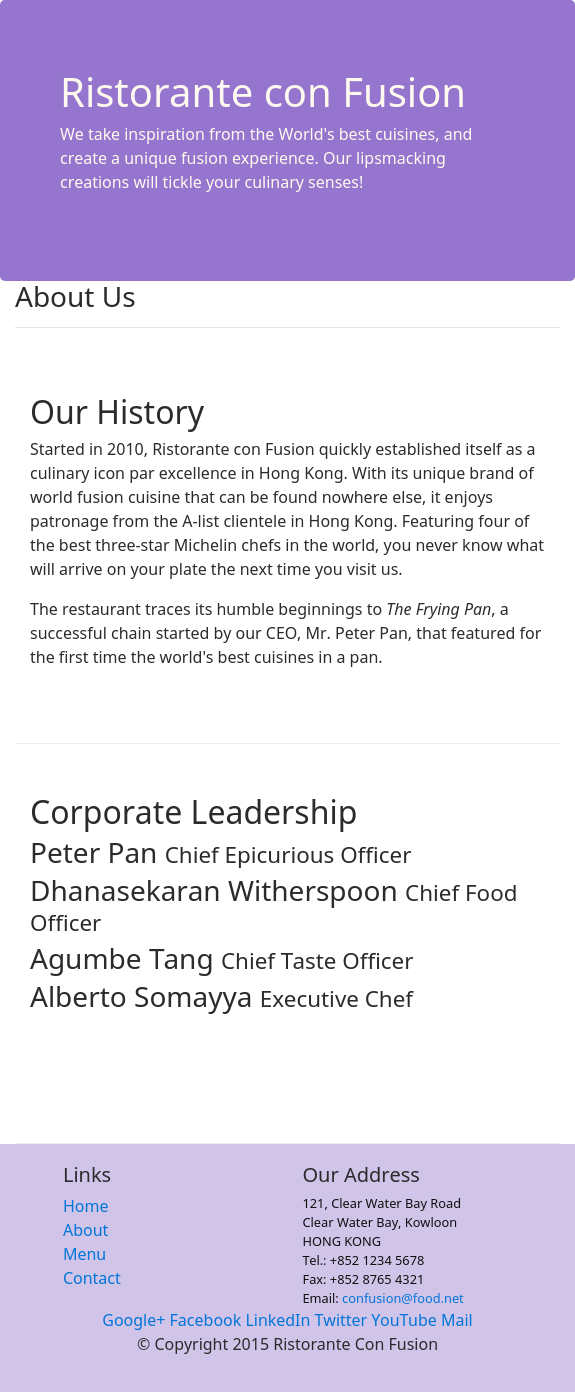 Ristorante con Fusion
We take inspiration from the World's best cuisines, and
create a unique fusion experience. Our lipsmacking
creations will tickle your culinary senses!
About Us
Our History
Started in 2010, Ristorante con Fusion quickly established itself as a
culinary icon par excellence in Hong Kong. With its unique brand of
world fusion cuisine that can be found nowhere else, it enjoys
patronage from the A-list clientele in Hong Kong. Featuring four of
the best three-star Michelin chefs in the world, you never know what
will arrive on your plate the next time you visit us.
The restaurant traces its humble beginnings to The Frying Pan, a
successful chain started by our CEO, Mr. Peter Pan, that featured for
the first time the world's best cuisines in a pan.
Corporate Leadership
Peter Pan Chief Epicurious Officer
Dhanasekaran Witherspoon Chief Food
Officer
Agumbe Tang Chief Taste Officer
Alberto Somayya Executive Chef
Links
Home
About
Menu
Contact
Our Address
121, Clear Water Bay Road
Clear Water Bay, Kowloon
HONG KONG
Tel.: +852 1234 5678
Fax: +852 8765 4321
Email: confusion@food.net
Google+ Facebook LinkedIn Twitter YouTube Mail
© Copyright 2015 Ristorante Con Fusion